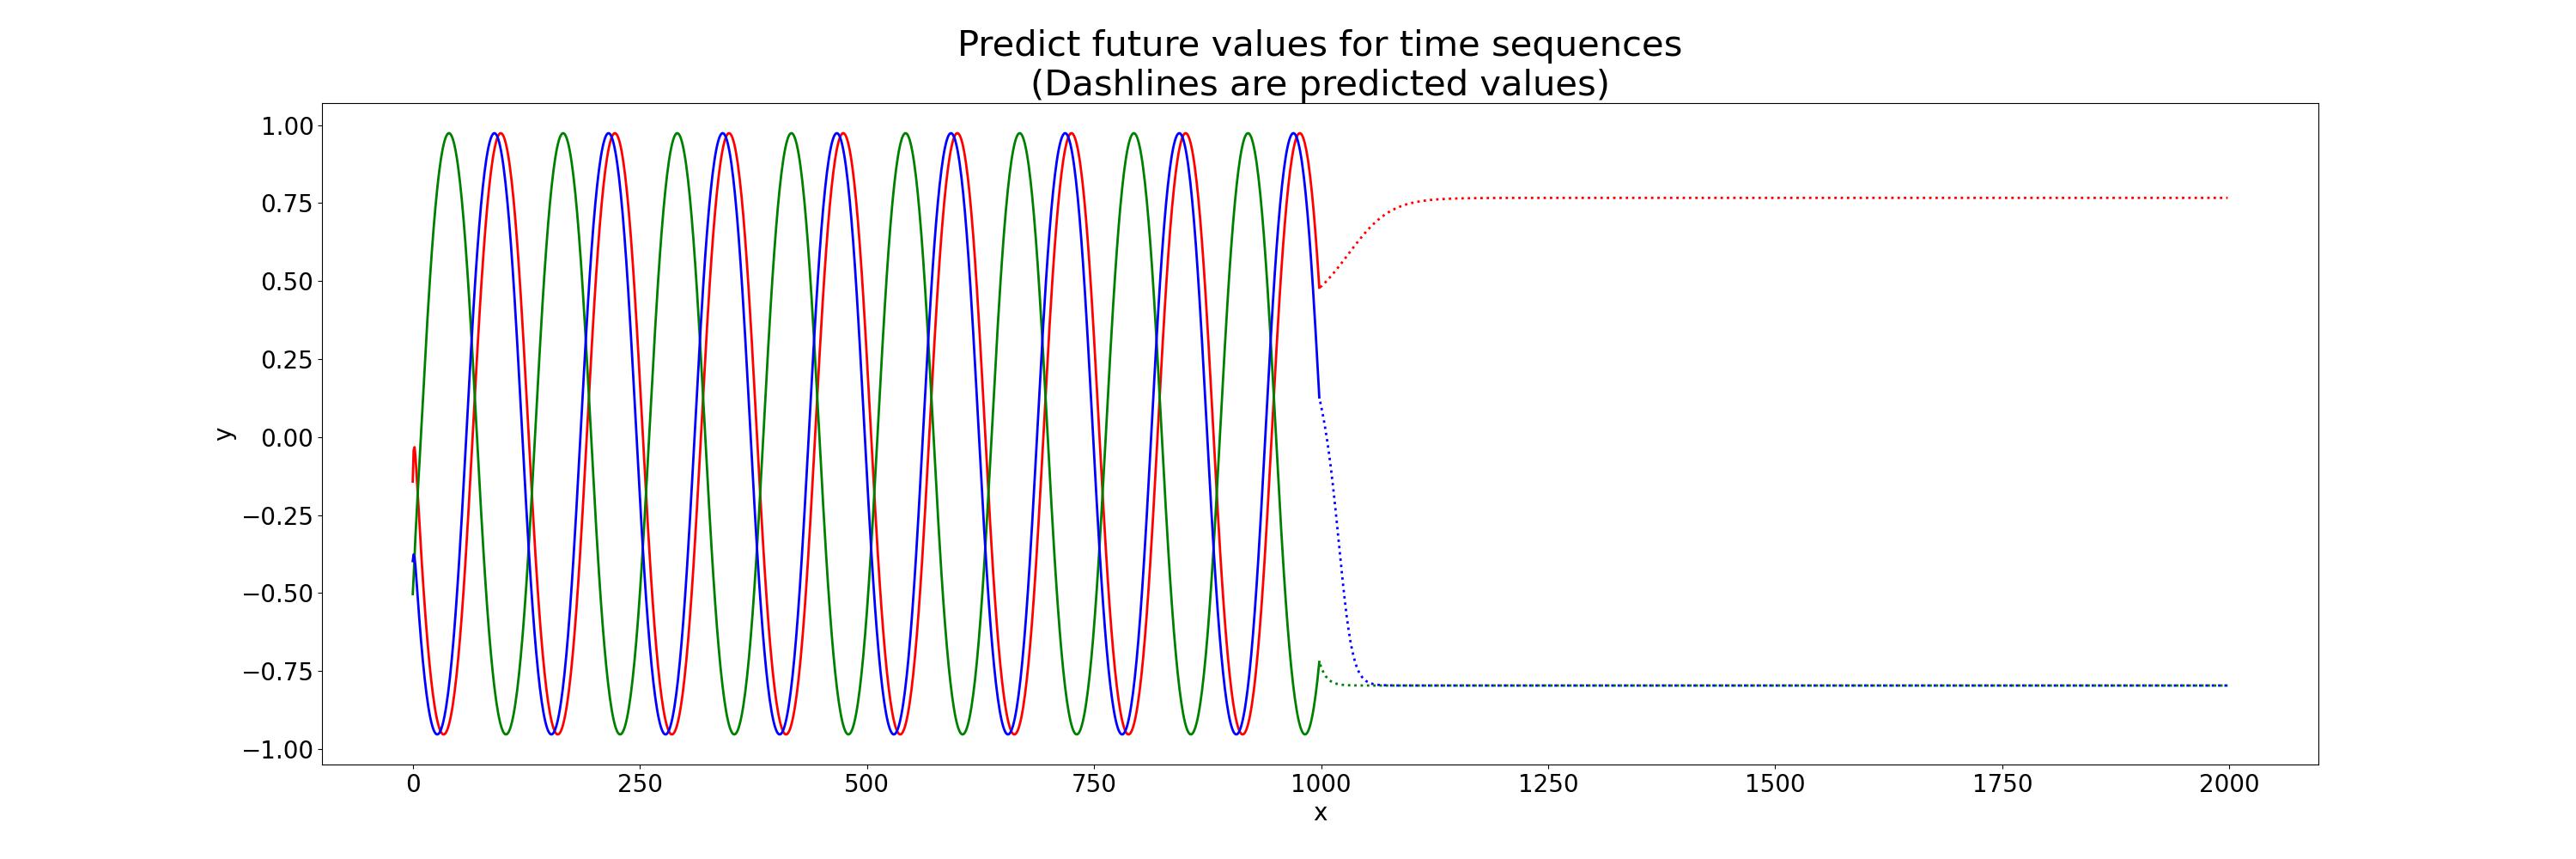 Predict future values for time sequences
(Dashlines are predicted values)
1.00
0.75
0.50
0.25
0.00
−0.25
−0.50
−0.75
−1.00
y
0 250 500 750 1000 1250 1500 1750 2000
x